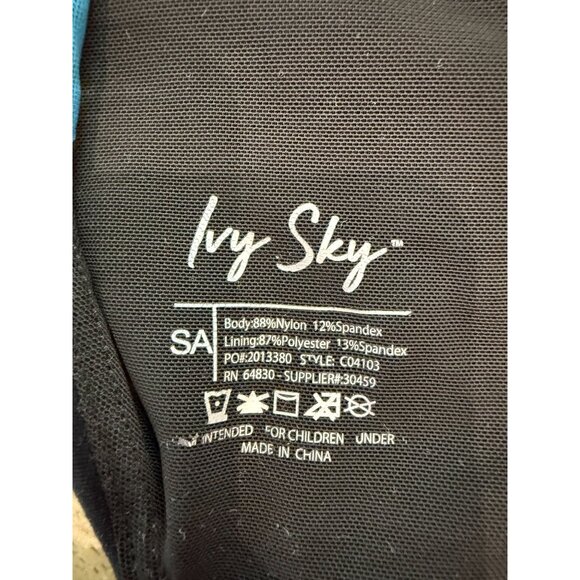 Ivy Sky™
SA
Body:88%Nylon 12%Spandex
Lining:87%Polyester 13%Spandex
PO#:2013380 STYLE: C04103
RN 64830 - SUPPLIER#:30459
INTENDED FOR CHILDREN UNDER
MADE IN CHINA